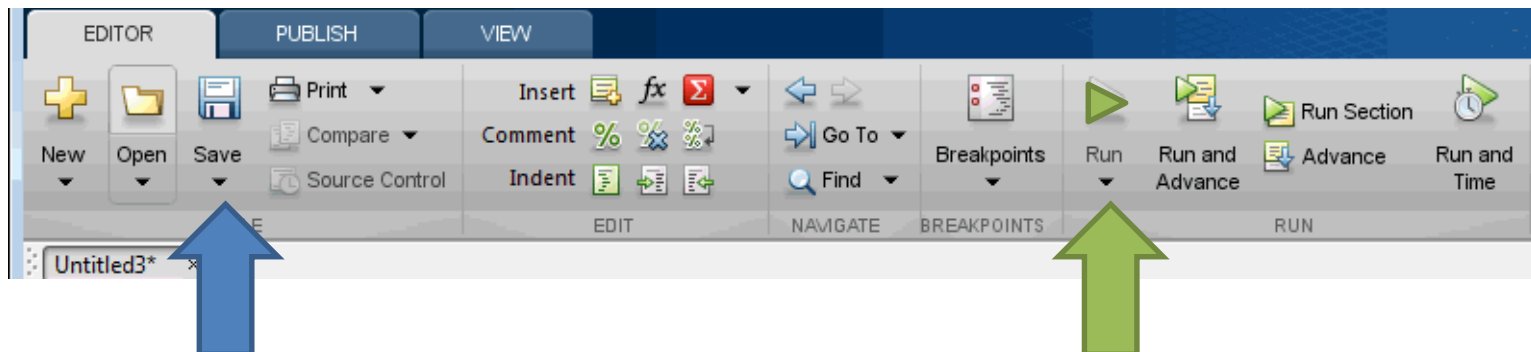 EDITOR PUBLISH VIEW
New
Open
Save
Print
Compare
Source Control
Insert fx Σ
Comment % %
Indent
Go To
Find
Breakpoints
Run
Run and
Advance
Run Section
Advance
Run and
Time
E EDIT NAVIGATE BREAKPOINTS RUN
Untitled3* ×